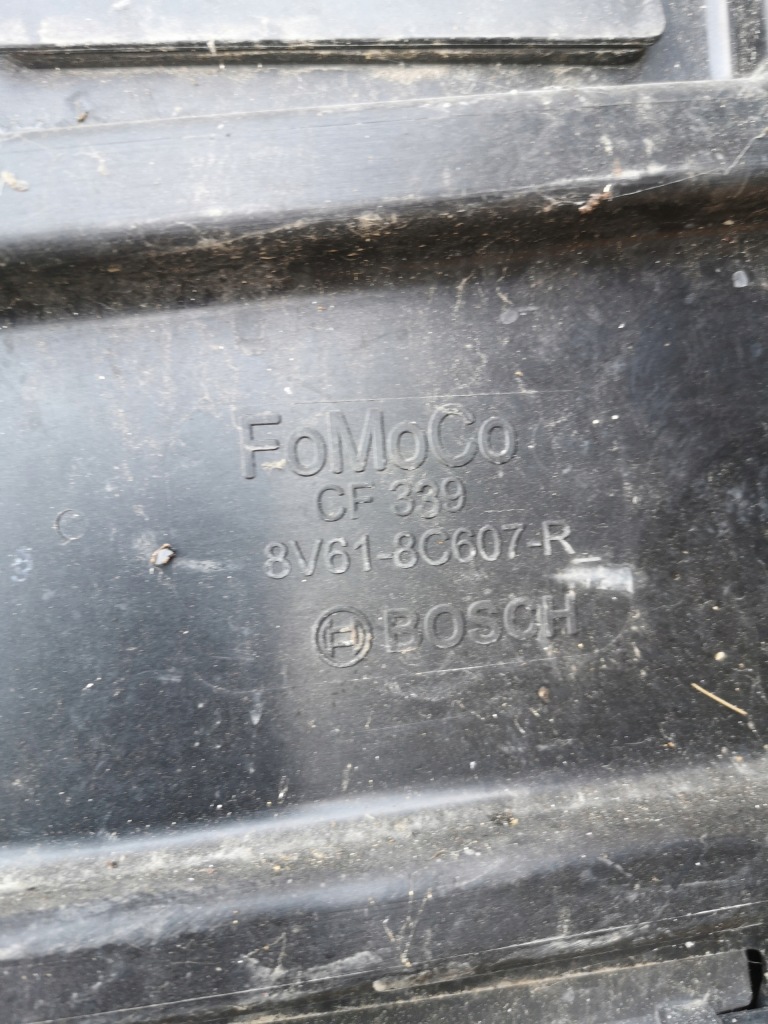 FoMoCo
CF 339
8V61-8C607-R
BOSCH